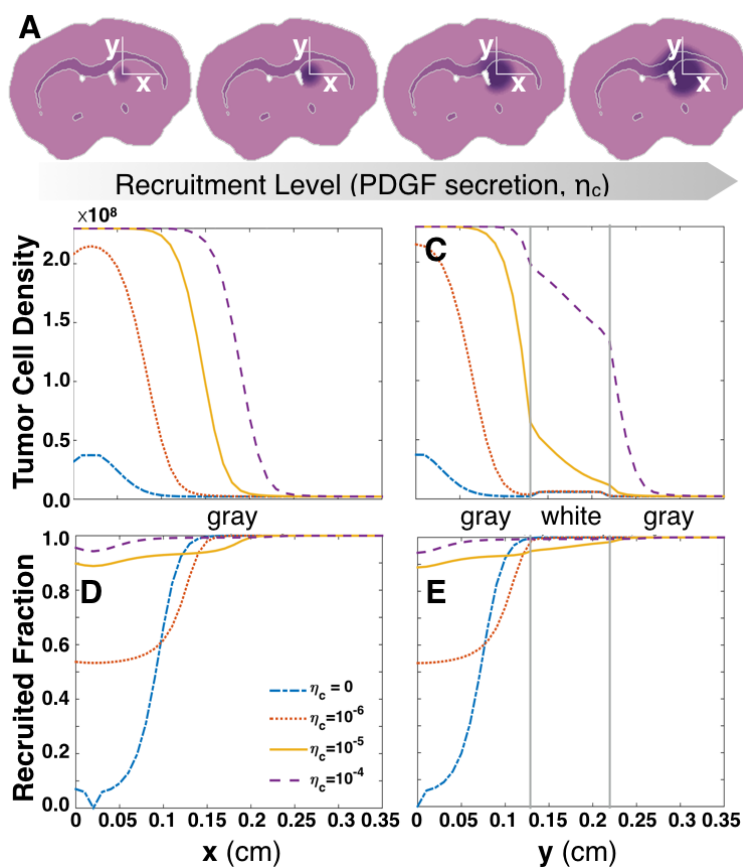 A
y
x
y
x
y
x
y
x
Recruitment Level (PDGF secretion, ηc)
x10⁸
Tumor Cell Density
2.0
1.5
1.0
0.5
0.0
C
gray
gray white gray
Recruited Fraction
1.0
0.8
0.6
0.4
0.2
0.0
D
E
ηc = 0
ηc=10⁻⁶
ηc=10⁻⁵
ηc=10⁻⁴
0 0.05 0.1 0.15 0.2 0.25 0.3 0.35
0 0.05 0.1 0.15 0.2 0.25 0.3 0.35
x (cm)
y (cm)